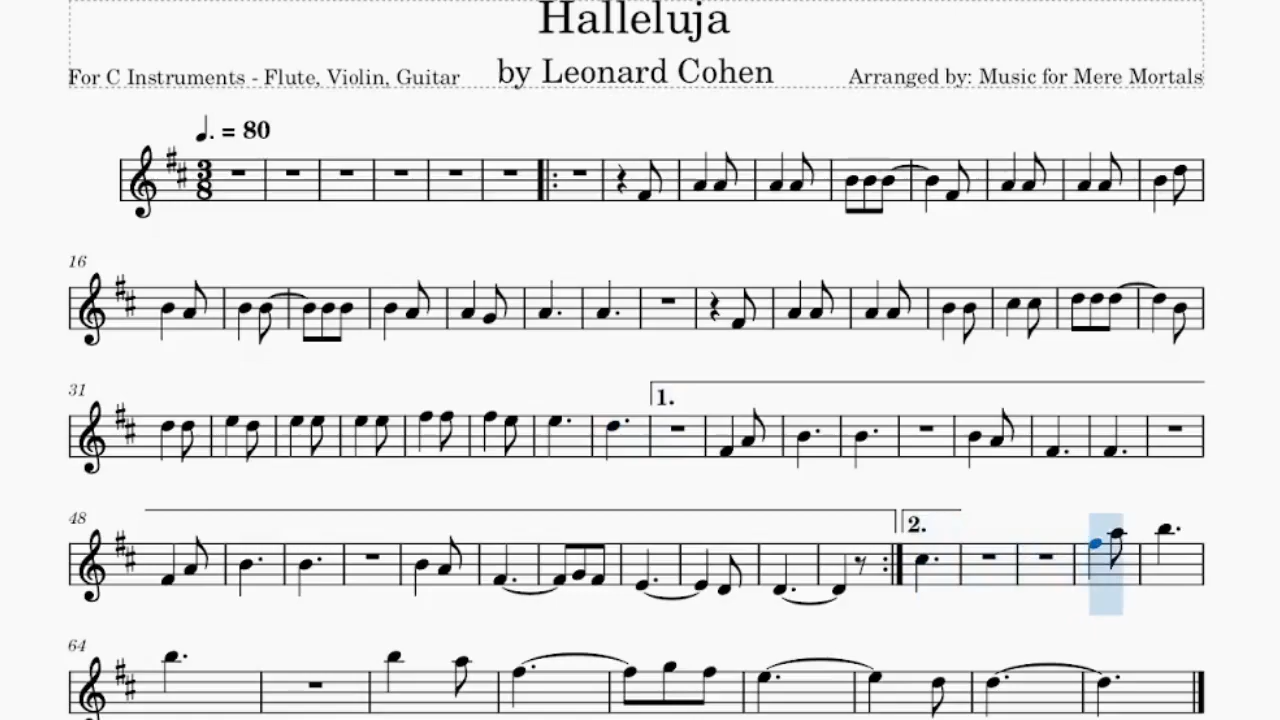 Halleluja
For C Instruments - Flute, Violin, Guitar by Leonard Cohen Arranged by: Music for Mere Mortals
♩. = 80
3
8
16
31
1.
48
2.
64